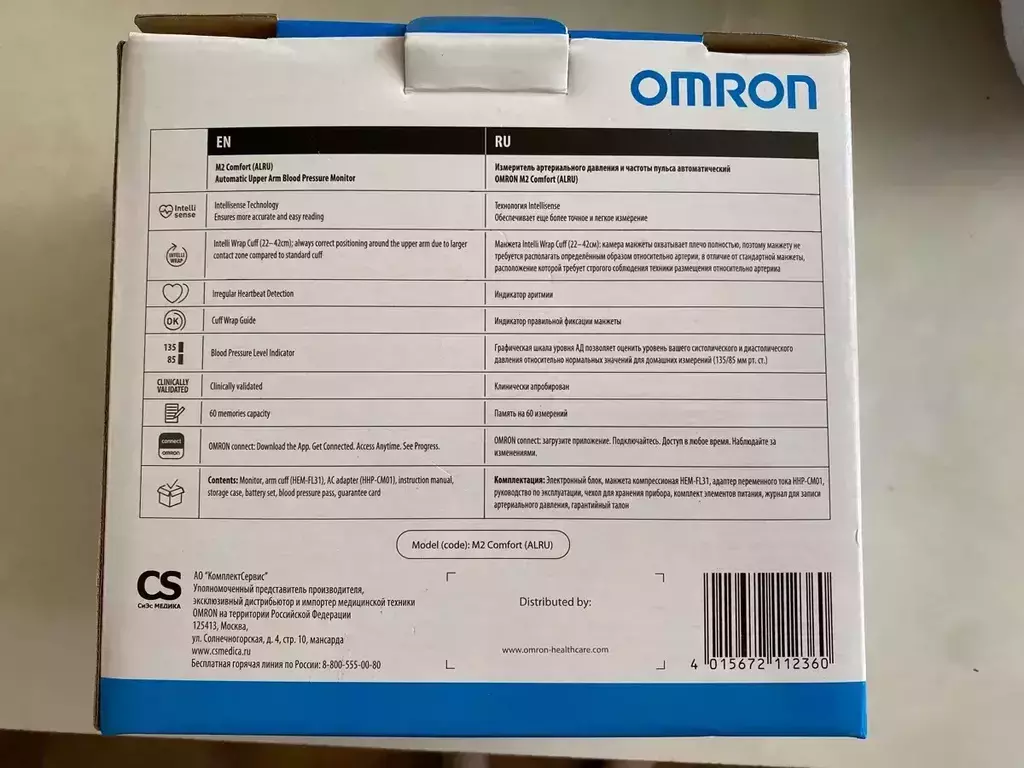 OMRON
EN
RU
M2 Comfort (ALRU)
Automatic Upper Arm Blood Pressure Monitor
Измеритель артериального давления и частоты пульса автоматический
OMRON M2 Comfort (ALRU)
Intelli
sense
Intellisense Technology
Ensures more accurate and easy reading
Технология Intellisense
Обеспечивает еще более точное и легкое измерение
INTELLI
WRAP
Intelli Wrap Cuff (22–42cm); always correct positioning around the upper arm due to larger
contact zone compared to standard cuff
Манжета Intelli Wrap Cuff (22–42см): камера манжеты охватывает плечо полностью, поэтому манжету не
требуется располагать определённым образом относительно артерии, в отличие от стандартной манжеты,
расположение которой требует строгого соблюдения техники размещения относительно артерии
Irregular Heartbeat Detection
Индикатор аритмии
OK
Cuff Wrap Guide
Индикатор правильной фиксации манжеты
135
85
Blood Pressure Level Indicator
Графическая шкала уровня АД позволяет оценить уровень вашего систолического и диастолического
давления относительно нормальных значений для домашних измерений (135/85 мм рт. ст.)
CLINICALLY
VALIDATED
Clinically validated
Клинически апробирован
60 memories capacity
Память на 60 измерений
connect
OMRON
OMRON connect: Download the App. Get Connected. Access Anytime. See Progress.
OMRON connect: загрузите приложение. Подключайтесь. Доступ в любое время. Наблюдайте за
изменениями.
Contents: Monitor, arm cuff (HEM-FL31), AC adapter (HHP-CM01), instruction manual,
storage case, battery set, blood pressure pass, guarantee card
Комплектация: Электронный блок, манжета компрессионная HEM-FL31, адаптер переменного тока HHP-CM01,
руководство по эксплуатации, чехол для хранения прибора, комплект элементов питания, журнал для записи
артериального давления, гарантийный талон
Model (code): M2 Comfort (ALRU)
CS
СиЭс МЕДИКА
АО "КомплектСервис"
Уполномоченный представитель производителя,
эксклюзивный дистрибьютор и импортер медицинской техники
OMRON на территории Российской Федерации
125413, Москва,
ул. Солнечногорская, д. 4, стр. 10, мансарда
www.csmedica.ru
Бесплатная горячая линия по России: 8-800-555-00-80
Distributed by:
www.omron-healthcare.com
4 015672 112360